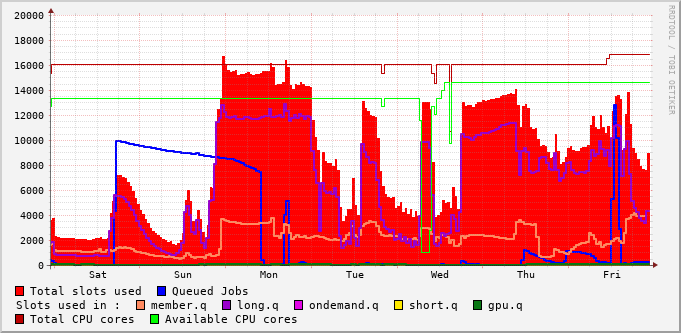 20000
18000
16000
14000
12000
10000
8000
6000
4000
2000
0
Sat Sun Mon Tue Wed Thu Fri
RRDTOOL / TOBI OETIKER
Total slots used Queued Jobs
Slots used in : member.q long.q ondemand.q short.q gpu.q
Total CPU cores Available CPU cores